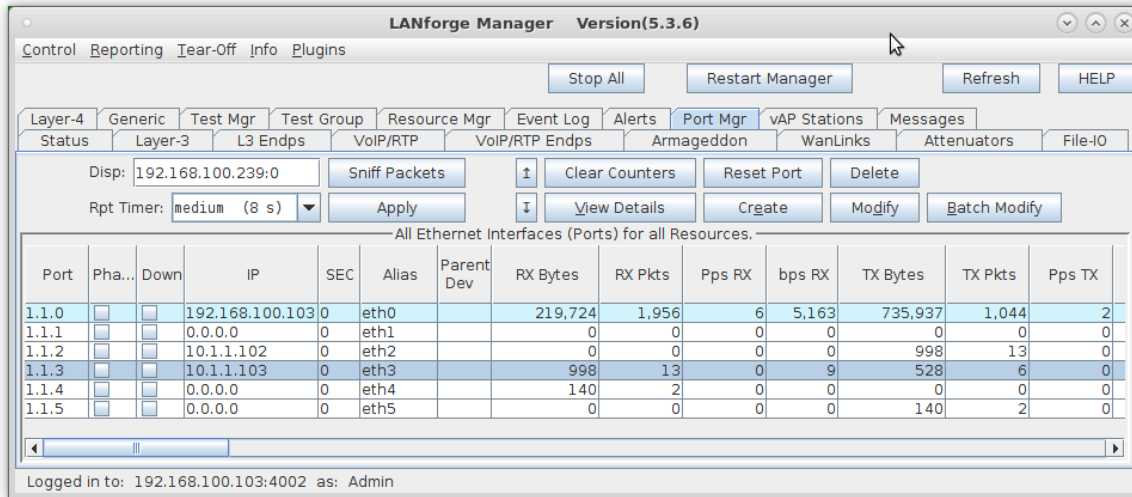 LANforge Manager Version(5.3.6)
Control Reporting Tear-Off Info Plugins
Stop All Restart Manager Refresh HELP
Layer-4 Generic Test Mgr Test Group Resource Mgr Event Log Alerts Port Mgr vAP Stations Messages
Status Layer-3 L3 Endps VoIP/RTP VoIP/RTP Endps Armageddon WanLinks Attenuators File-IO
Disp: 192.168.100.239:0 Sniff Packets ↑ Clear Counters Reset Port Delete
Rpt Timer: medium (8 s) Apply ↓ View Details Create Modify Batch Modify
All Ethernet Interfaces (Ports) for all Resources.
Port Pha... Down IP SEC Alias Parent Dev RX Bytes RX Pkts Pps RX bps RX TX Bytes TX Pkts Pps TX
1.1.0 192.168.100.103 0 eth0 219,724 1,956 6 5,163 735,937 1,044 2
1.1.1 0.0.0.0 0 eth1 0 0 0 0 0 0 0
1.1.2 10.1.1.102 0 eth2 0 0 0 0 998 13 0
1.1.3 10.1.1.103 0 eth3 998 13 0 9 528 6 0
1.1.4 0.0.0.0 0 eth4 140 2 0 0 0 0 0
1.1.5 0.0.0.0 0 eth5 0 0 0 0 140 2 0
Logged in to: 192.168.100.103:4002 as: Admin